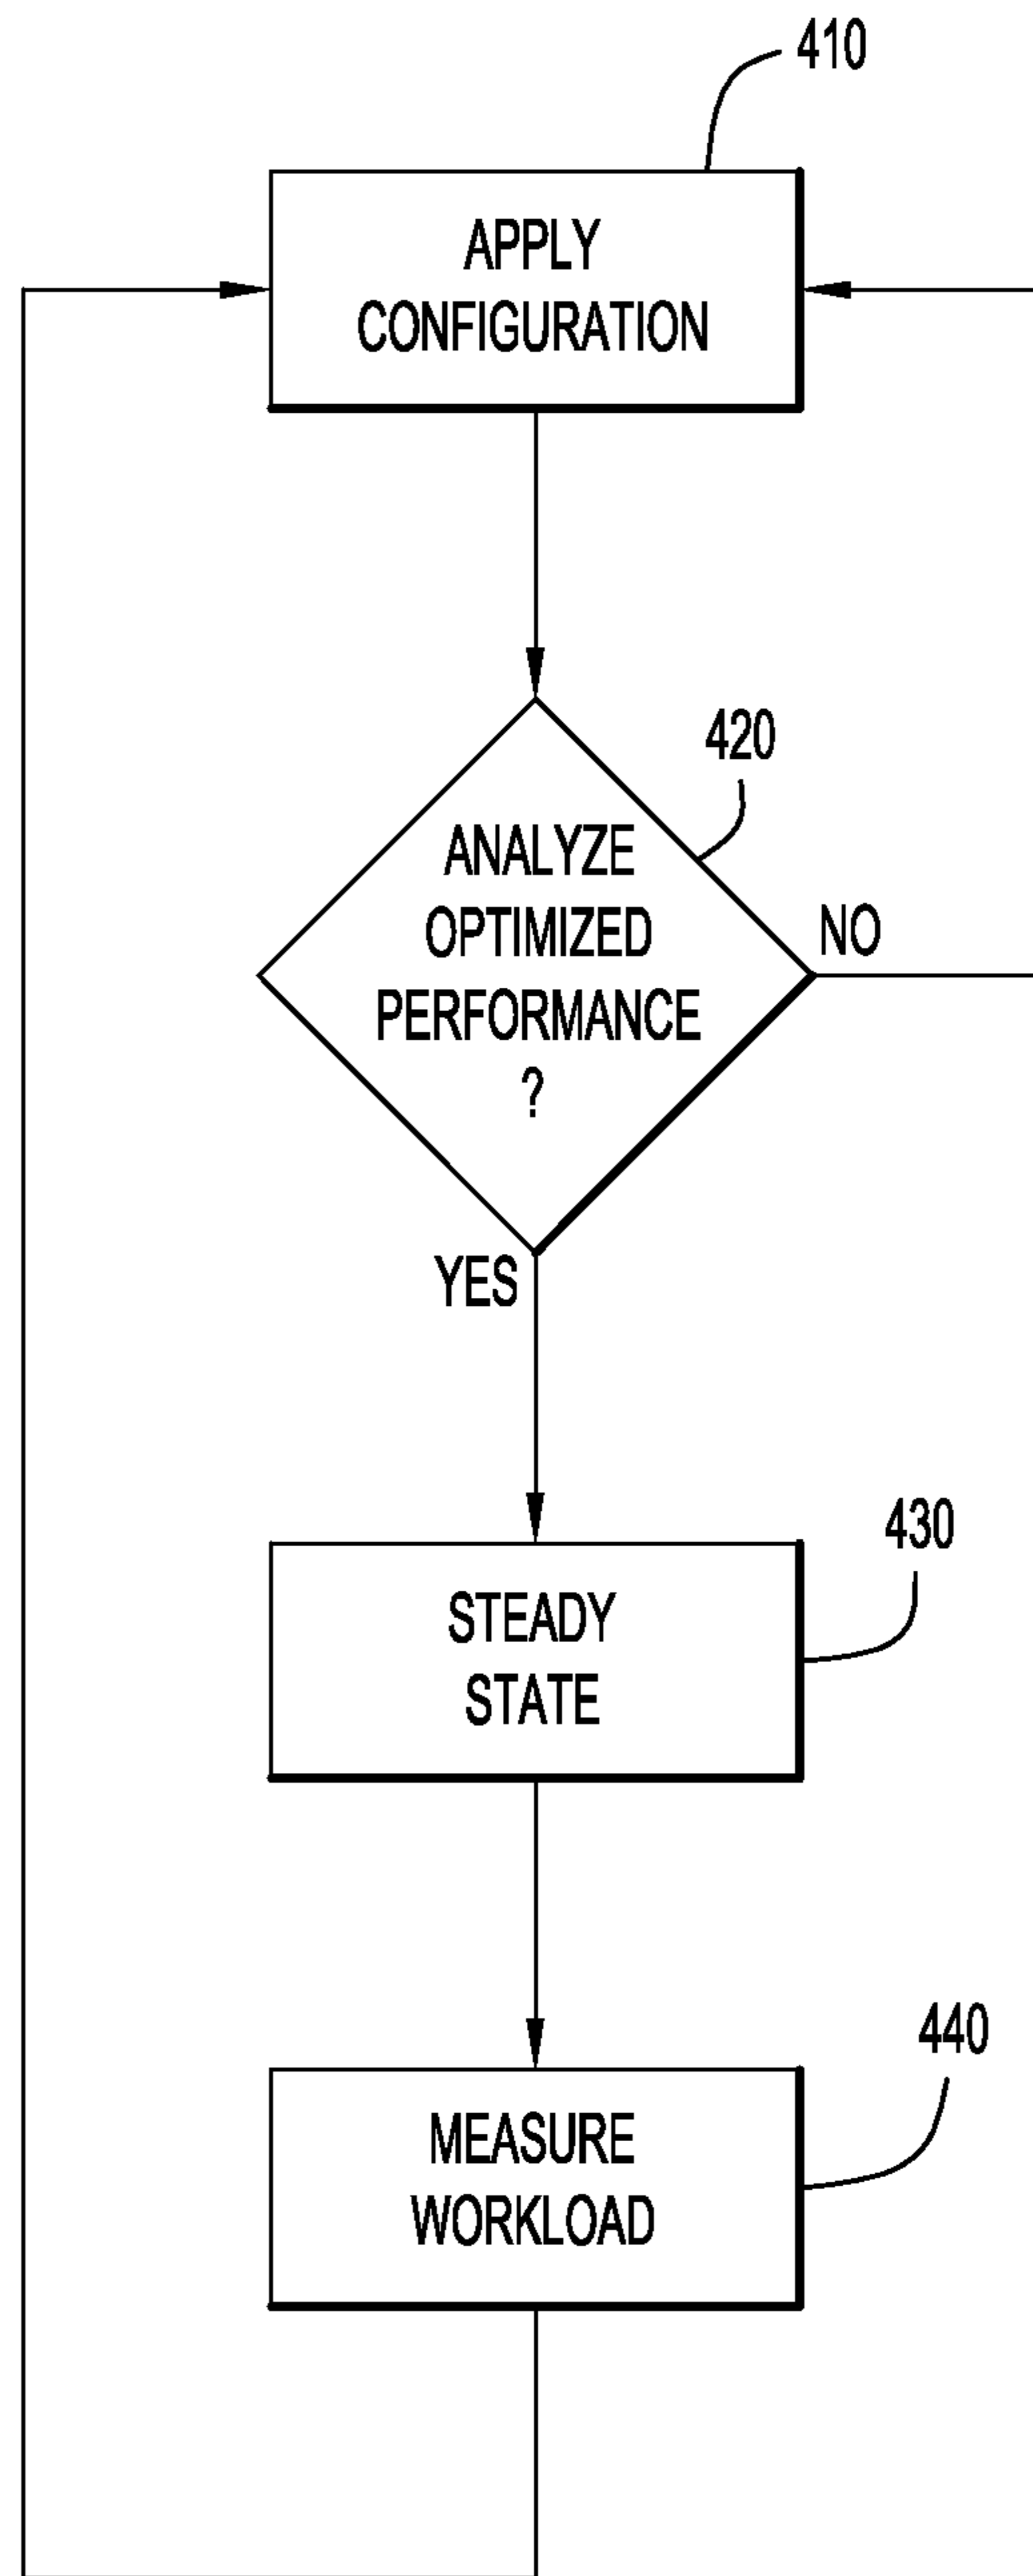 410
APPLY
CONFIGURATION
420
ANALYZE
OPTIMIZED
PERFORMANCE
?
NO
YES
430
STEADY
STATE
440
MEASURE
WORKLOAD